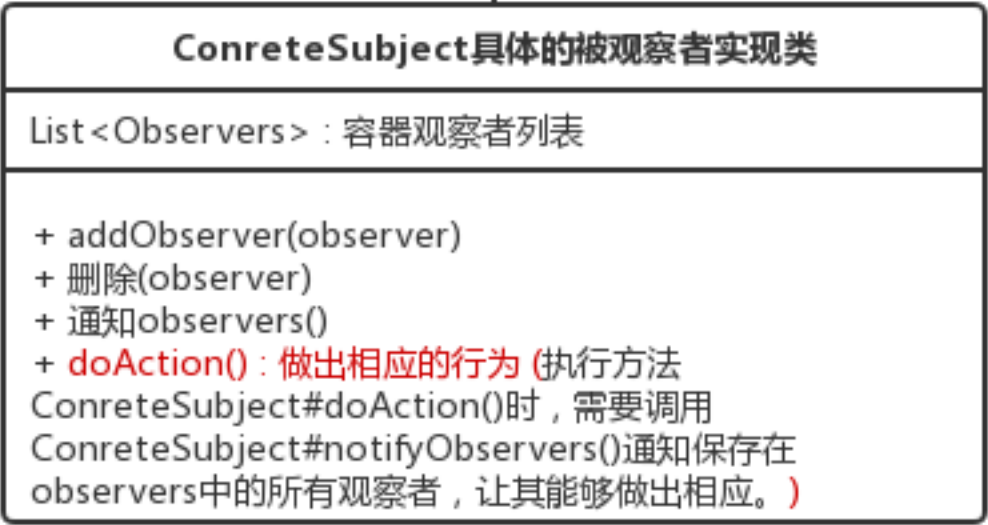 ConreteSubject具体的被观察者实现类
List<Observers> : 容器观察者列表
+ addObserver(observer)
+ 删除(observer)
+ 通知observers()
+ doAction() : 做出相应的行为 (执行方法
ConreteSubject#doAction()时，需要调用
ConreteSubject#notifyObservers()通知保存在
observers中的所有观察者，让其能够做出相应。)